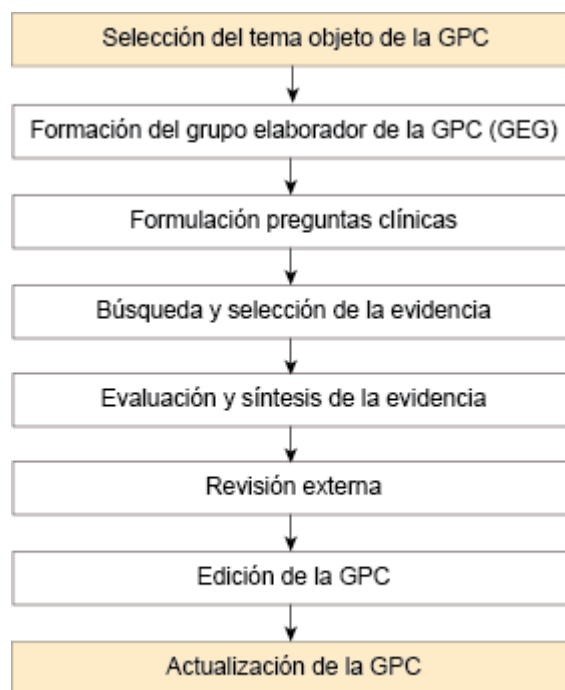 Selección del tema objeto de la GPC
Formación del grupo elaborador de la GPC (GEG)
Formulación preguntas clínicas
Búsqueda y selección de la evidencia
Evaluación y síntesis de la evidencia
Revisión externa
Edición de la GPC
Actualización de la GPC